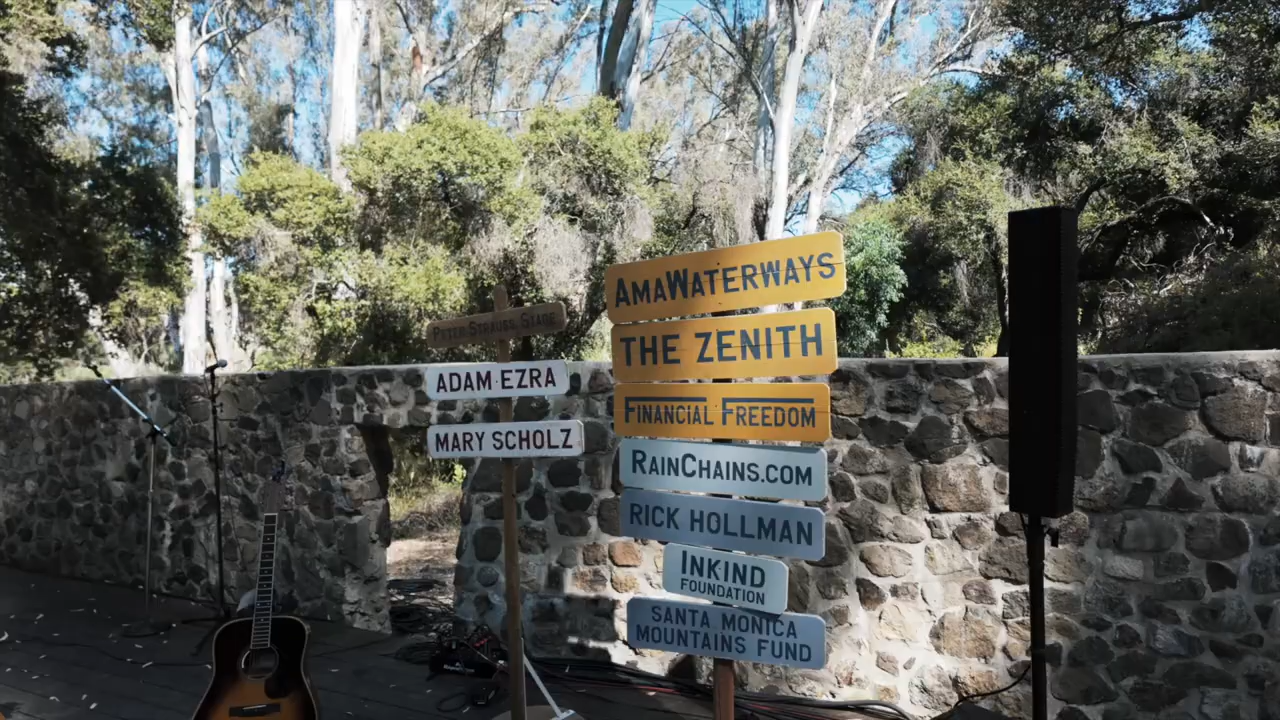 Peter Strauss Stage
ADAM EZRA
MARY SCHOLZ
AMAWATERWAYS
THE ZENITH
FINANCIAL FREEDOM
RAINCHAINS.COM
RICK HOLLMAN
INKIND
FOUNDATION
SANTA MONICA
MOUNTAINS FUND